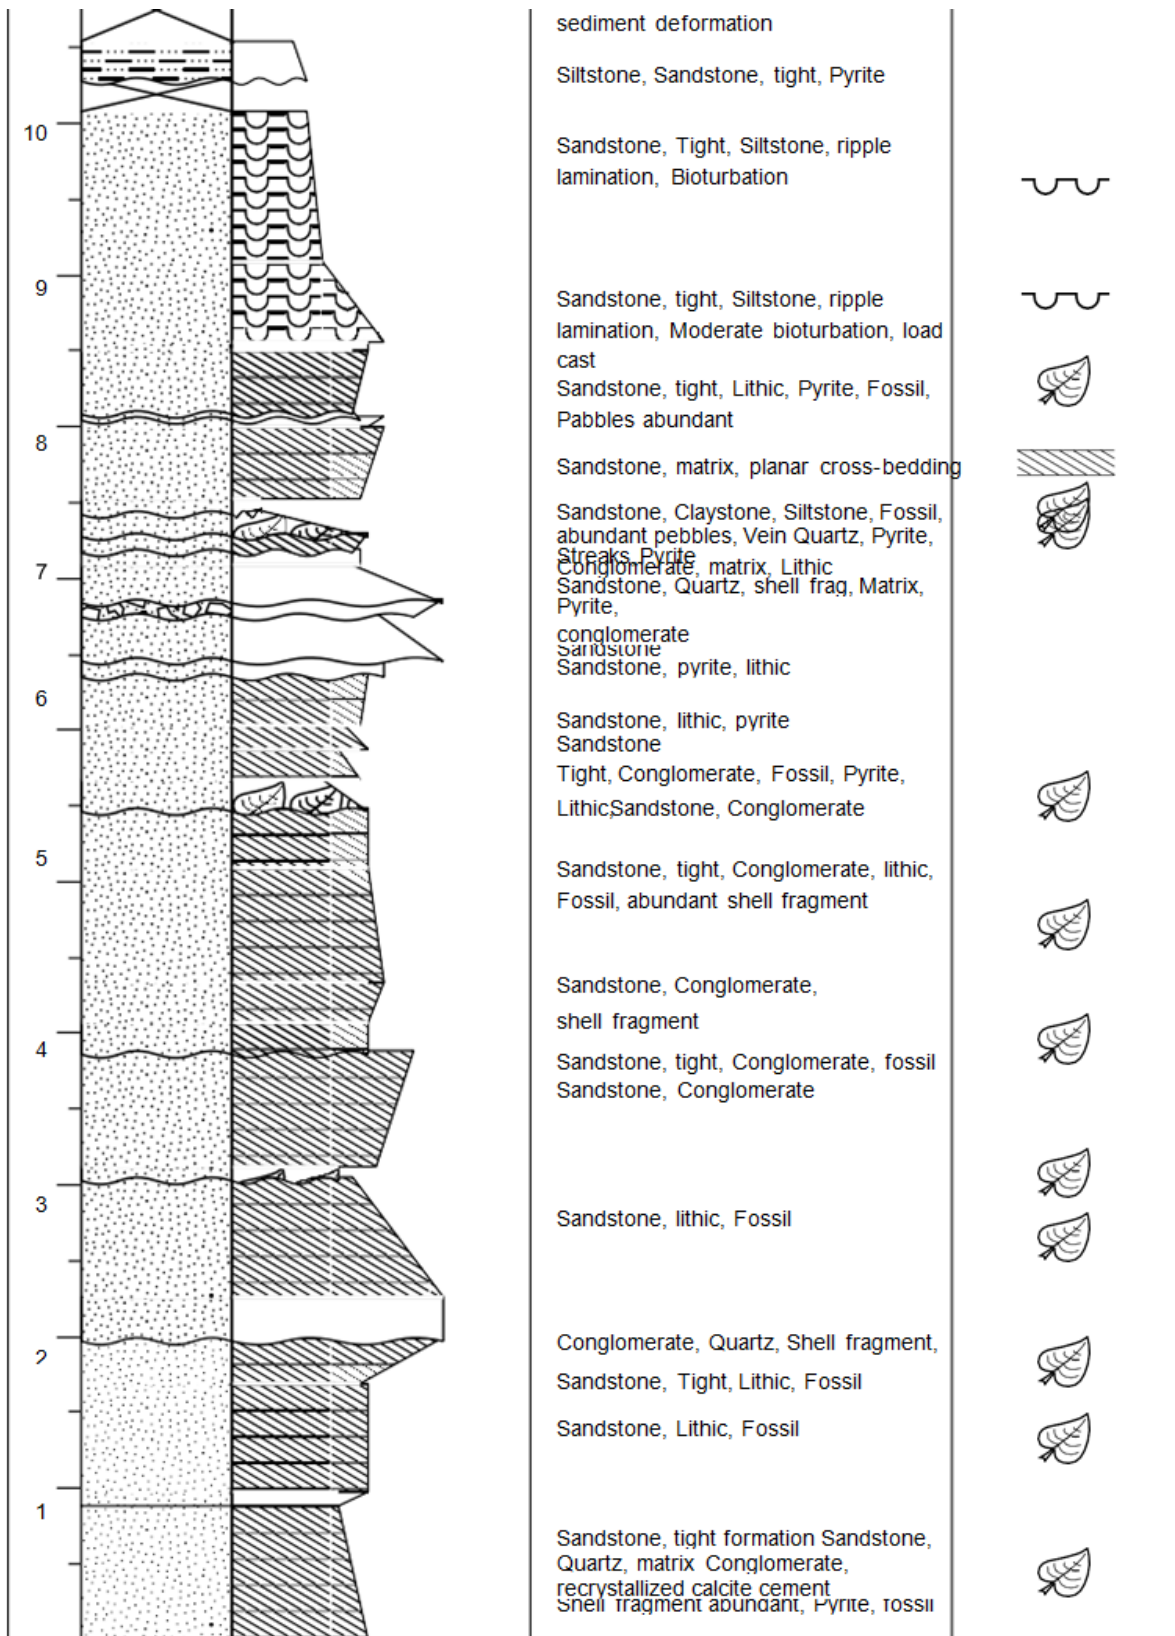 sediment deformation
Siltstone, Sandstone, tight, Pyrite
10
Sandstone, Tight, Siltstone, ripple
lamination, Bioturbation
9
Sandstone, tight, Siltstone, ripple
lamination, Moderate bioturbation, load
cast
Sandstone, tight, Lithic, Pyrite, Fossil,
Pabbles abundant
8
Sandstone, matrix, planar cross-bedding
Sandstone, Claystone, Siltstone, Fossil,
abundant pebbles, Vein Quartz, Pyrite,
Streaks Pyrite
Conglomerate, matrix, Lithic
7
Sandstone, Quartz, shell frag, Matrix,
Pyrite,
conglomerate
Sandstone
Sandstone, pyrite, lithic
6
Sandstone, lithic, pyrite
Sandstone
Tight, Conglomerate, Fossil, Pyrite,
Lithic,Sandstone, Conglomerate
5
Sandstone, tight, Conglomerate, lithic,
Fossil, abundant shell fragment
Sandstone, Conglomerate,
shell fragment
4
Sandstone, tight, Conglomerate, fossil
Sandstone, Conglomerate
3
Sandstone, lithic, Fossil
Conglomerate, Quartz, Shell fragment,
2
Sandstone, Tight, Lithic, Fossil
Sandstone, Lithic, Fossil
1
Sandstone, tight formation Sandstone,
Quartz, matrix Conglomerate,
recrystallized calcite cement
Shell fragment abundant, Pyrite, fossil